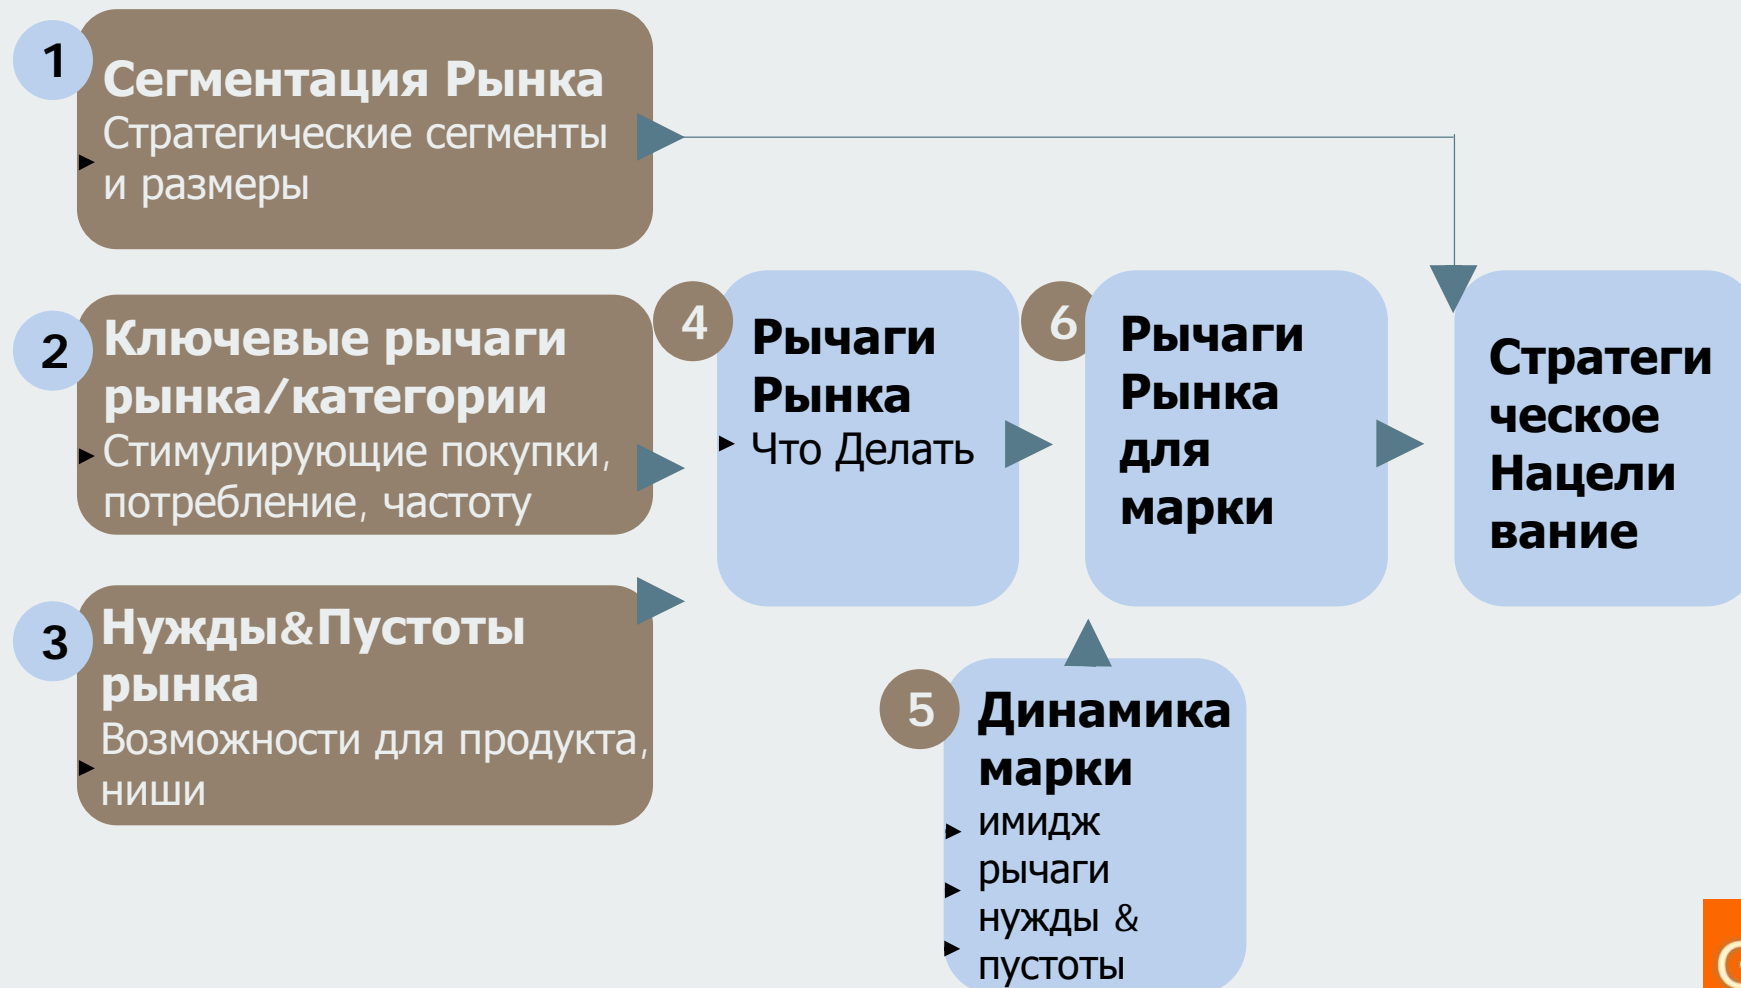 1
Сегментация Рынка
Стратегические сегменты
и размеры
2
Ключевые рычаги
рынка/категории
Стимулирующие покупки,
потребление, частоту
3
Нужды&Пустоты
рынка
Возможности для продукта,
ниши
4
Рычаги
Рынка
Что Делать
5
Динамика
марки
имидж
рычаги
нужды &
пустоты
6
Рычаги
Рынка
для
марки
Стратеги
ческое
Нацели
вание